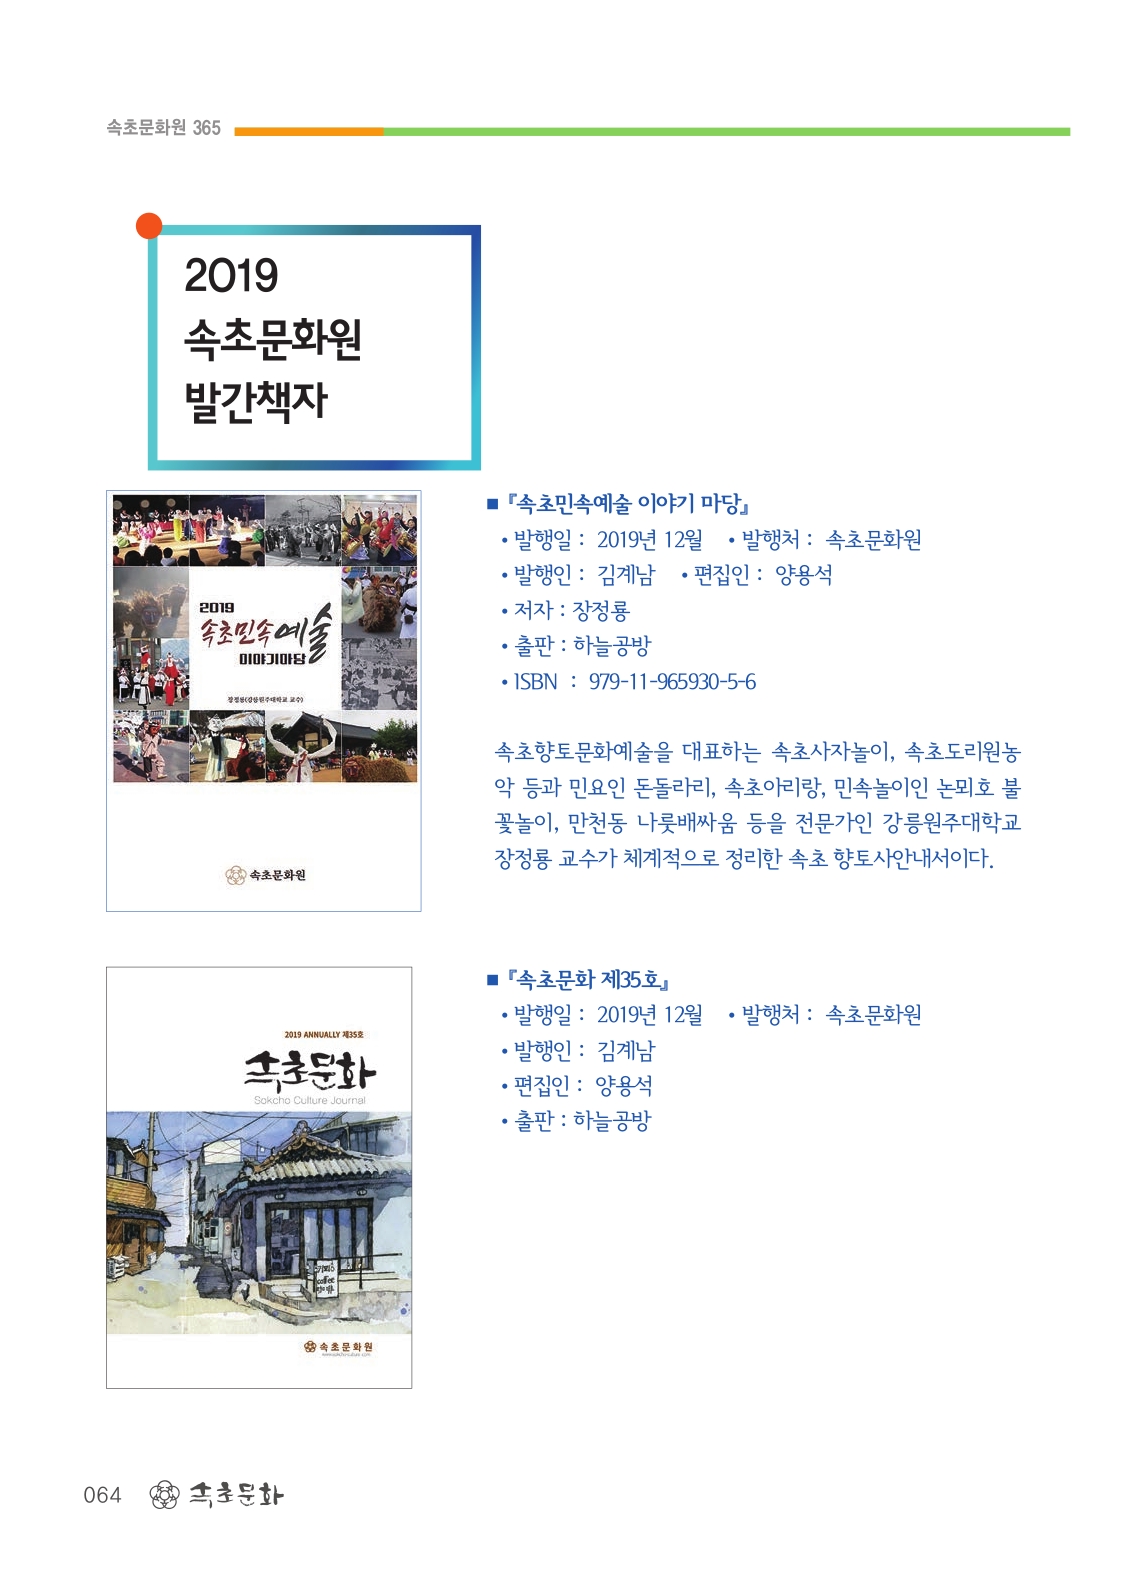 속초문화원 365
2019
속초문화원
발간책자
2019
속초민속예술
이야기마당
장정룡(강릉원주대학교 교수)
속초문화원
■ 『속초민속예술 이야기 마당』
• 발행일 : 2019년 12월 • 발행처 : 속초문화원
• 발행인 : 김계남 • 편집인 : 양용석
• 저자 : 장정룡
• 출판 : 하늘공방
• ISBN : 979-11-965930-5-6
속초향토문화예술을 대표하는 속초사자놀이, 속초도리원농
악 등과 민요인 돈돌라리, 속초아리랑, 민속놀이인 논뫼호 불
꽃놀이, 만천동 나룻배싸움 등을 전문가인 강릉원주대학교
장정룡 교수가 체계적으로 정리한 속초 향토사안내서이다.
2019 ANNUALLY 제35호
속초문화
Sokcho Culture Journal
coffee
속초문화원
■ 『속초문화 제35호』
• 발행일 : 2019년 12월 • 발행처 : 속초문화원
• 발행인 : 김계남
• 편집인 : 양용석
• 출판 : 하늘공방
064 속초문화